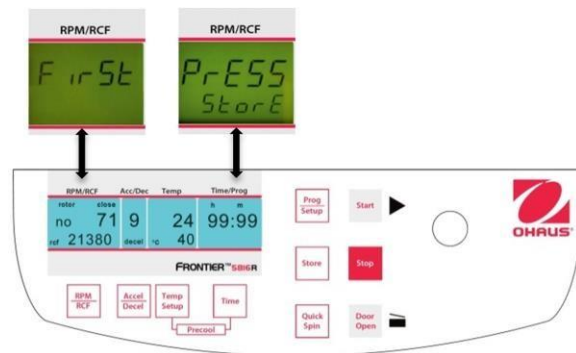 RPM/RCF
RPM/RCF
FirSt
PrESS
StorE
RPM/RCF Acc/Dec Temp Time/Prog
rotor close h m
no 71 9 24 99:99
rcf 21380 decel °C 40
FRONTIER™ 5816R
RPM
RCF
Accel
Decel
Temp
Setup
Time
Precool
Prog
Setup
Start
Store
Stop
Quick
Spin
Door
Open
OHAUS®